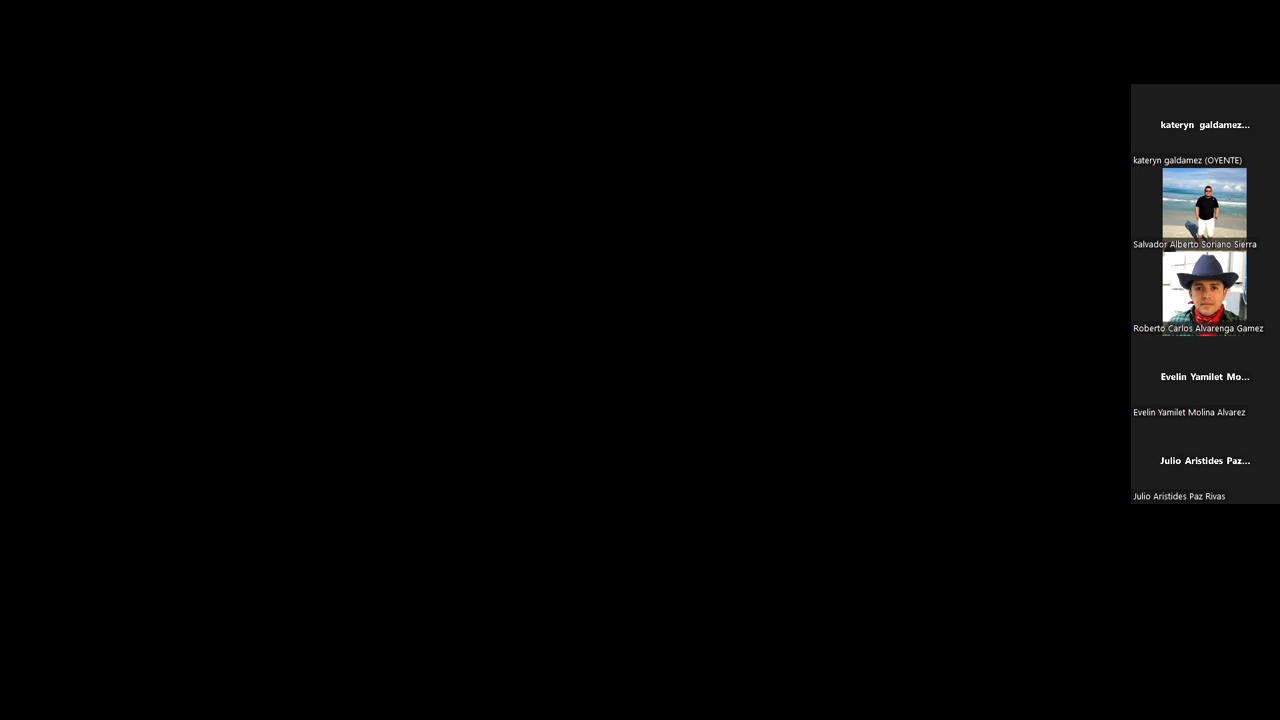 kateryn galdamez...
kateryn galdamez (OYENTE)
Salvador Alberto Soriano Sierra
Roberto Carlos Alvarenga Gamez
Evelin Yamilet Mo...
Evelin Yamilet Molina Alvarez
Julio Aristides Paz...
Julio Aristides Paz Rivas